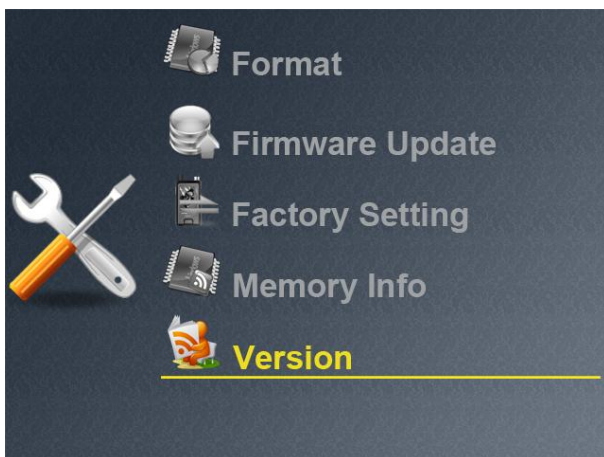 Format
Firmware Update
Factory Setting
Memory Info
Version